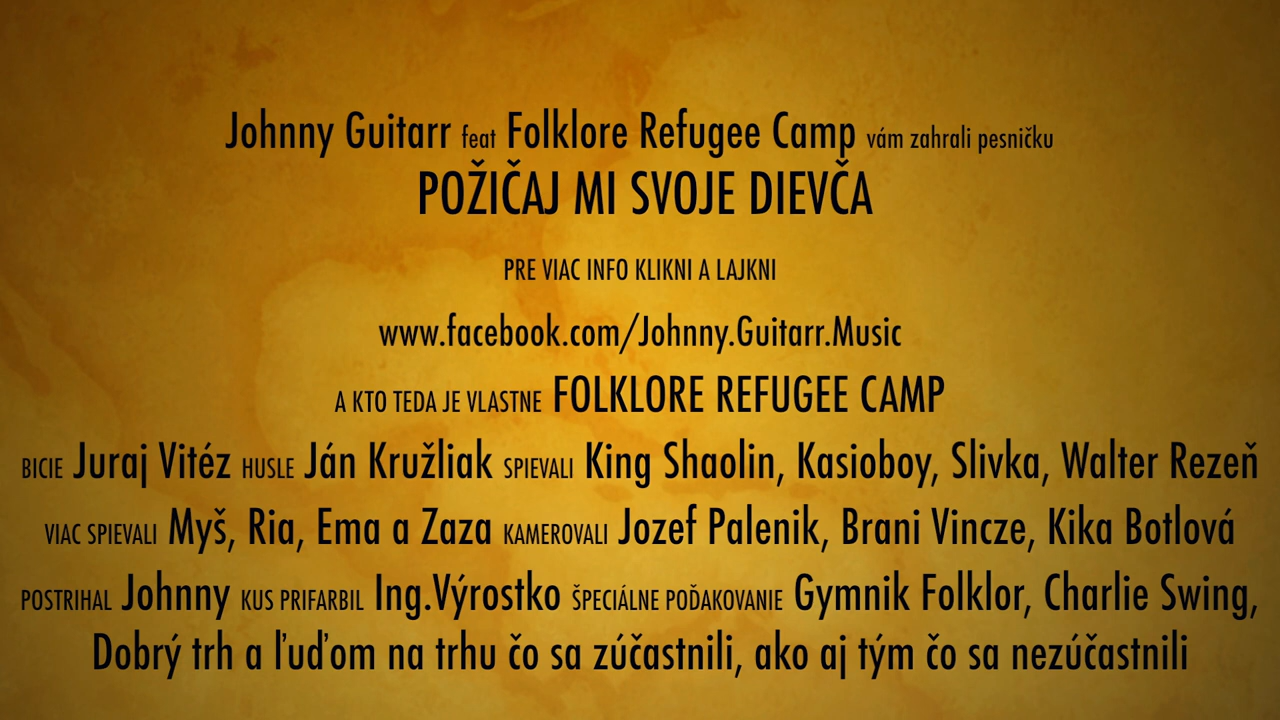 Johnny Guitarr feat Folklore Refugee Camp vám zahrali pesničku
POŽIČAJ MI SVOJE DIEVČA
PRE VIAC INFO KLIKNI A LAJKNI
www.facebook.com/Johnny.Guitarr.Music
A KTO TEDA JE VLASTNE FOLKLORE REFUGEE CAMP
BICIE Juraj Vitéz HUSLE Ján Kružliak SPIEVALI King Shaolin, Kasioboy, Slivka, Walter Rezeň
VIAC SPIEVALI Myš, Ria, Ema a Zaza KAMEROVALI Jozef Palenik, Brani Vincze, Kika Botlová
POSTRIHAL Johnny KUS PRIFARBIL Ing.Výrostko ŠPECIÁLNE POĎAKOVANIE Gymnik Folklor, Charlie Swing,
Dobrý trh a ľuďom na trhu čo sa zúčastnili, ako aj tým čo sa nezúčastnili